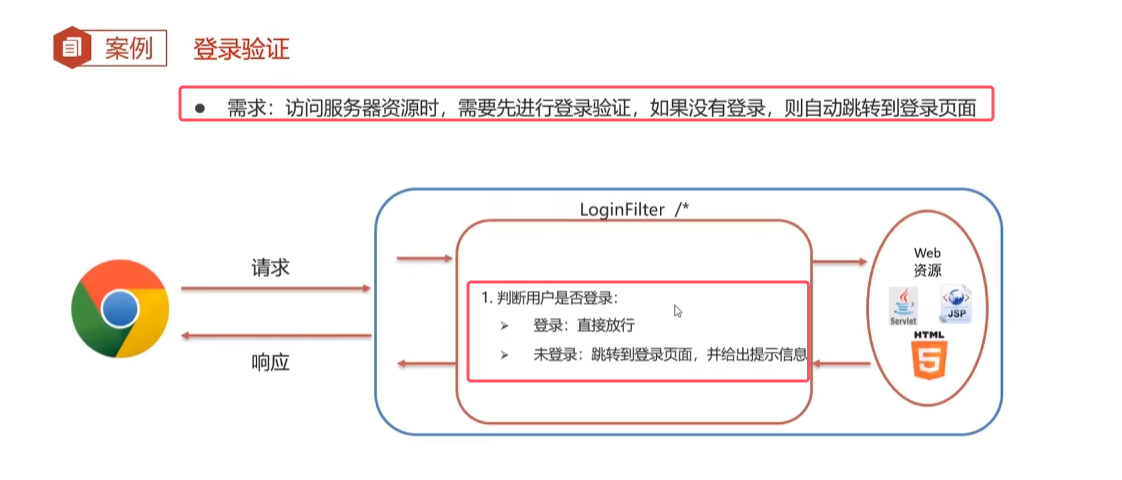 案例 登录验证
● 需求：访问服务器资源时，需要先进行登录验证，如果没有登录，则自动跳转到登录页面
LoginFilter /*
请求
响应
1. 判断用户是否登录：
➢ 登录：直接放行
➢ 未登录：跳转到登录页面，并给出提示信息
Web
资源
Servlet
JSP
HTML
5